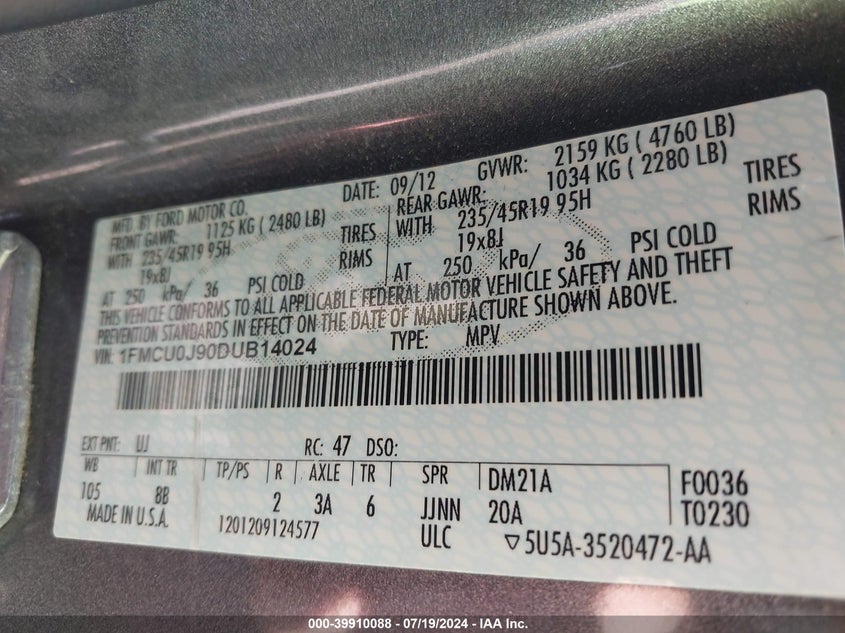 MFD. BY FORD MOTOR CO.
DATE: 09/12 GVWR: 2159 KG ( 4760 LB)
FRONT GAWR: 1125 KG ( 2480 LB)
REAR GAWR: 1034 KG ( 2280 LB)
WITH 235/45R19 95H TIRES
WITH 235/45R19 95H TIRES
19x8J RIMS
19x8J RIMS
AT 250 kPa/ 36 PSI COLD
AT 250 kPa/ 36 PSI COLD
THIS VEHICLE CONFORMS TO ALL APPLICABLE FEDERAL MOTOR VEHICLE SAFETY AND THEFT
PREVENTION STANDARDS IN EFFECT ON THE DATE OF MANUFACTURE SHOWN ABOVE.
VIN: 1FMCU0J90DUB14024 TYPE: MPV
EXT PNT: UJ RC: 47 DSO:
WB INT TR TP/PS R AXLE TR SPR
105 8B 2 3A 6 JJNN
DM21A F0036
20A T0230
MADE IN U.S.A. 1201209124577 ULC ▽5U5A-3520472-AA
000-39910088 - 07/19/2024 - IAA Inc.